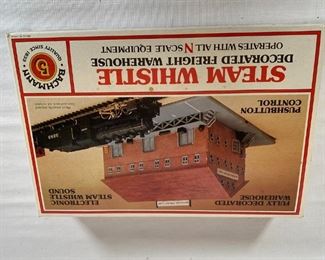 FULLY DECORATED
WAREHOUSE
ELECTRONIC
STEAM WHISTLE
SOUND
PUSHBUTTON
CONTROL
STEAM WHISTLE
DECORATED FREIGHT WAREHOUSE
OPERATES WITH ALL N SCALE EQUIPMENT
BACHMANN
QUALITY SINCE 1833